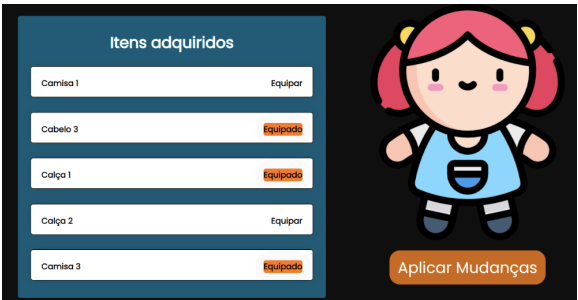 Itens adquiridos
Camisa 1 Equipar
Cabelo 3 Equipado
Calça 1 Equipado
Calça 2 Equipar
Camisa 3 Equipado
Aplicar Mudanças